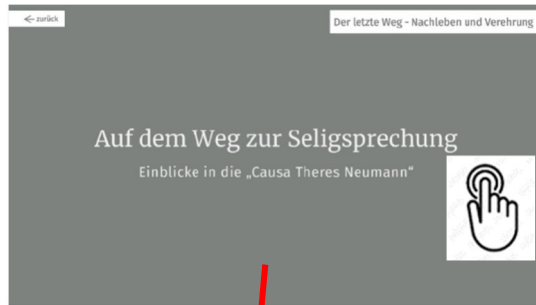 ← zurück
Der letzte Weg - Nachleben und Verehrung
Auf dem Weg zur Seligsprechung
Einblicke in die „Causa Theres Neumann“